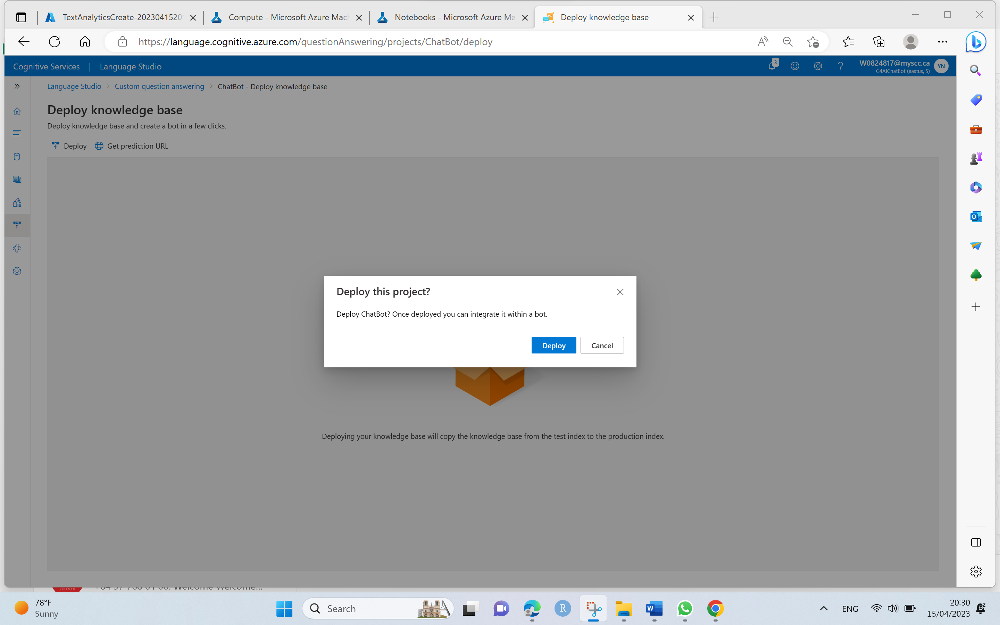 TextAnalyticsCreate-2023041520
Compute - Microsoft Azure Mach
Notebooks - Microsoft Azure Ma
Deploy knowledge base
https://language.cognitive.azure.com/questionAnswering/projects/ChatBot/deploy
Cognitive Services | Language Studio
3
W0824817@myscc.ca
G4AIChatBot (eastus, S)
YN
Language Studio > Custom question answering > ChatBot - Deploy knowledge base
Deploy knowledge base
Deploy knowledge base and create a bot in a few clicks.
Deploy
Get prediction URL
Deploy this project?
Deploy ChatBot? Once deployed you can integrate it within a bot.
Deploy
Cancel
Deploying your knowledge base will copy the knowledge base from the test index to the production index.
VIETNAM
Welcome Welcome...
78°F
Sunny
Search
ENG
20:30
15/04/2023